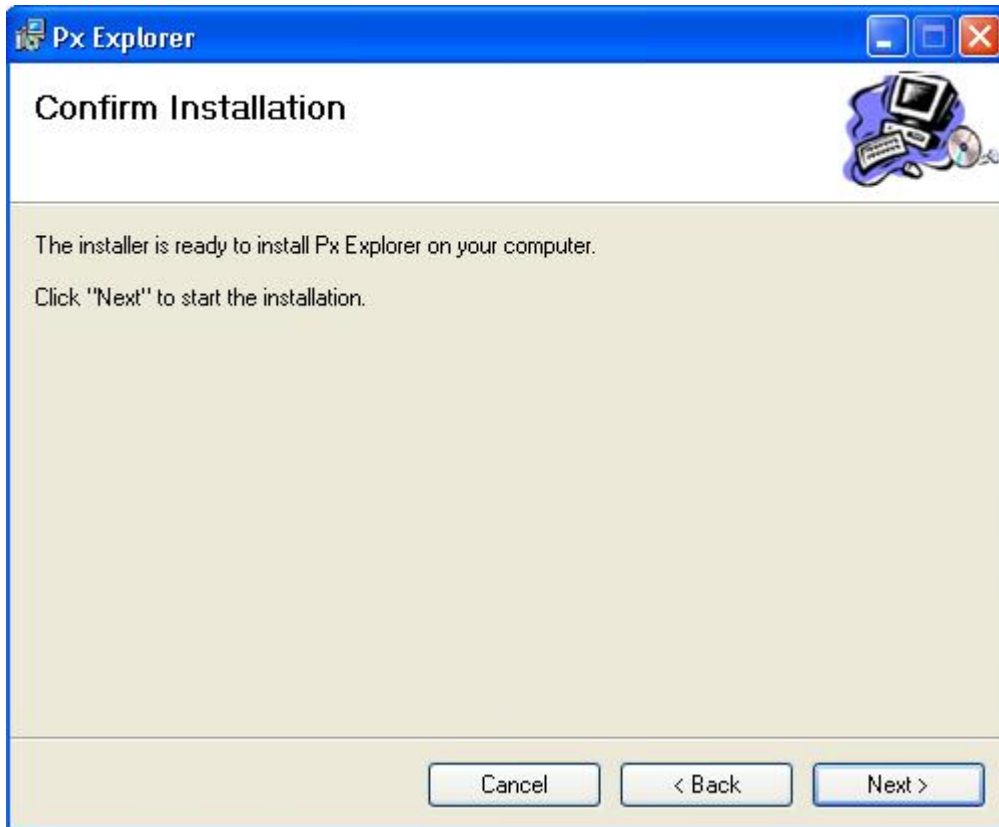 Px Explorer
Confirm Installation
The installer is ready to install Px Explorer on your computer.
Click "Next" to start the installation.
Cancel
< Back
Next >